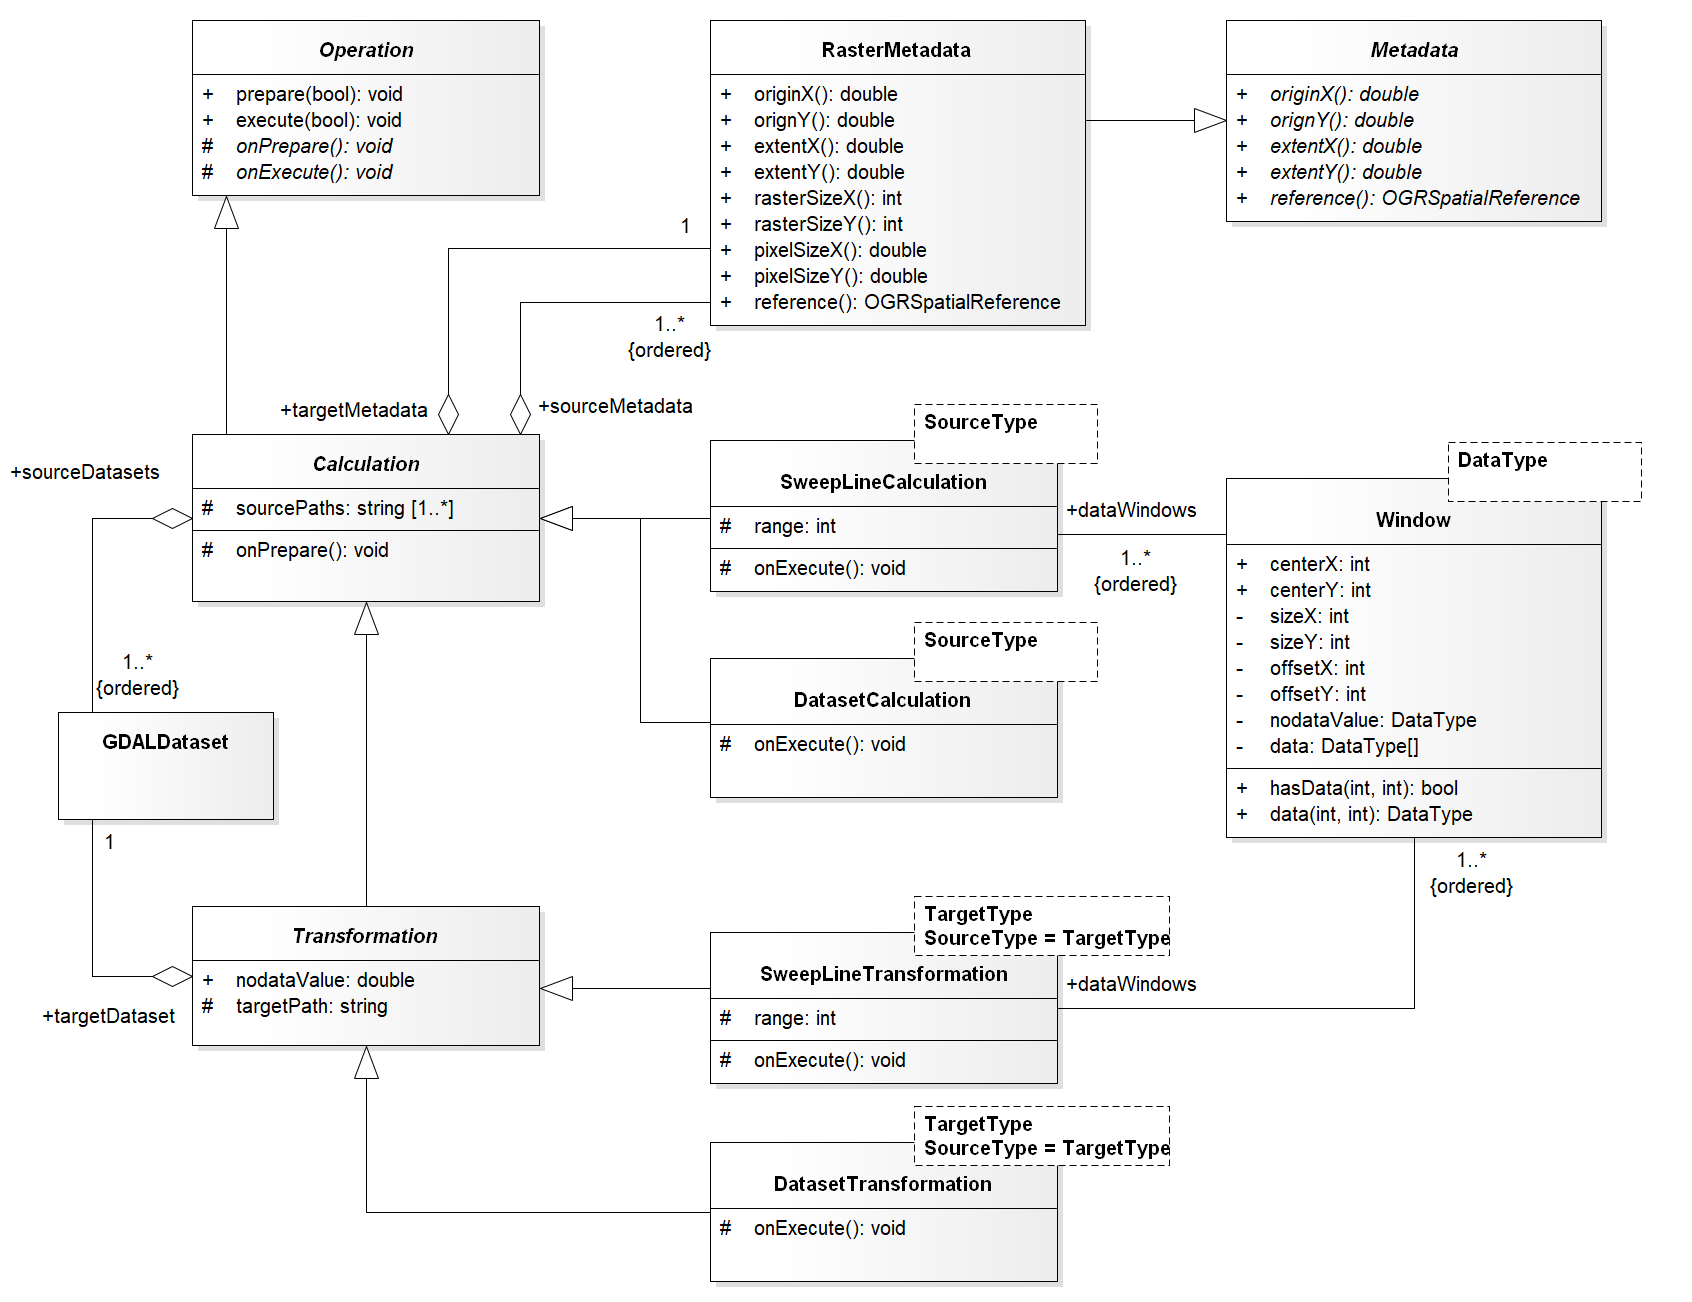 Operation
+ prepare(bool): void
+ execute(bool): void
# onPrepare(): void
# onExecute(): void
RasterMetadata
+ originX(): double
+ orignY(): double
+ extentX(): double
+ extentY(): double
+ rasterSizeX(): int
+ rasterSizeY(): int
+ pixelSizeX(): double
+ pixelSizeY(): double
+ reference(): OGRSpatialReference
Metadata
+ originX(): double
+ orignY(): double
+ extentX(): double
+ extentY(): double
+ reference(): OGRSpatialReference
1
1..*
{ordered}
+targetMetadata
+sourceMetadata
+sourceDatasets
Calculation
# sourcePaths: string [1..*]
# onPrepare(): void
SourceType
SweepLineCalculation
# range: int
# onExecute(): void
+dataWindows
1..*
{ordered}
DataType
Window
+ centerX: int
+ centerY: int
- sizeX: int
- sizeY: int
- offsetX: int
- offsetY: int
- nodataValue: DataType
- data: DataType[]
+ hasData(int, int): bool
+ data(int, int): DataType
SourceType
DatasetCalculation
# onExecute(): void
1..*
{ordered}
GDALDataset
1
1..*
{ordered}
Transformation
+ nodataValue: double
# targetPath: string
+targetDataset
TargetType
SourceType = TargetType
SweepLineTransformation
# range: int
# onExecute(): void
+dataWindows
TargetType
SourceType = TargetType
DatasetTransformation
# onExecute(): void